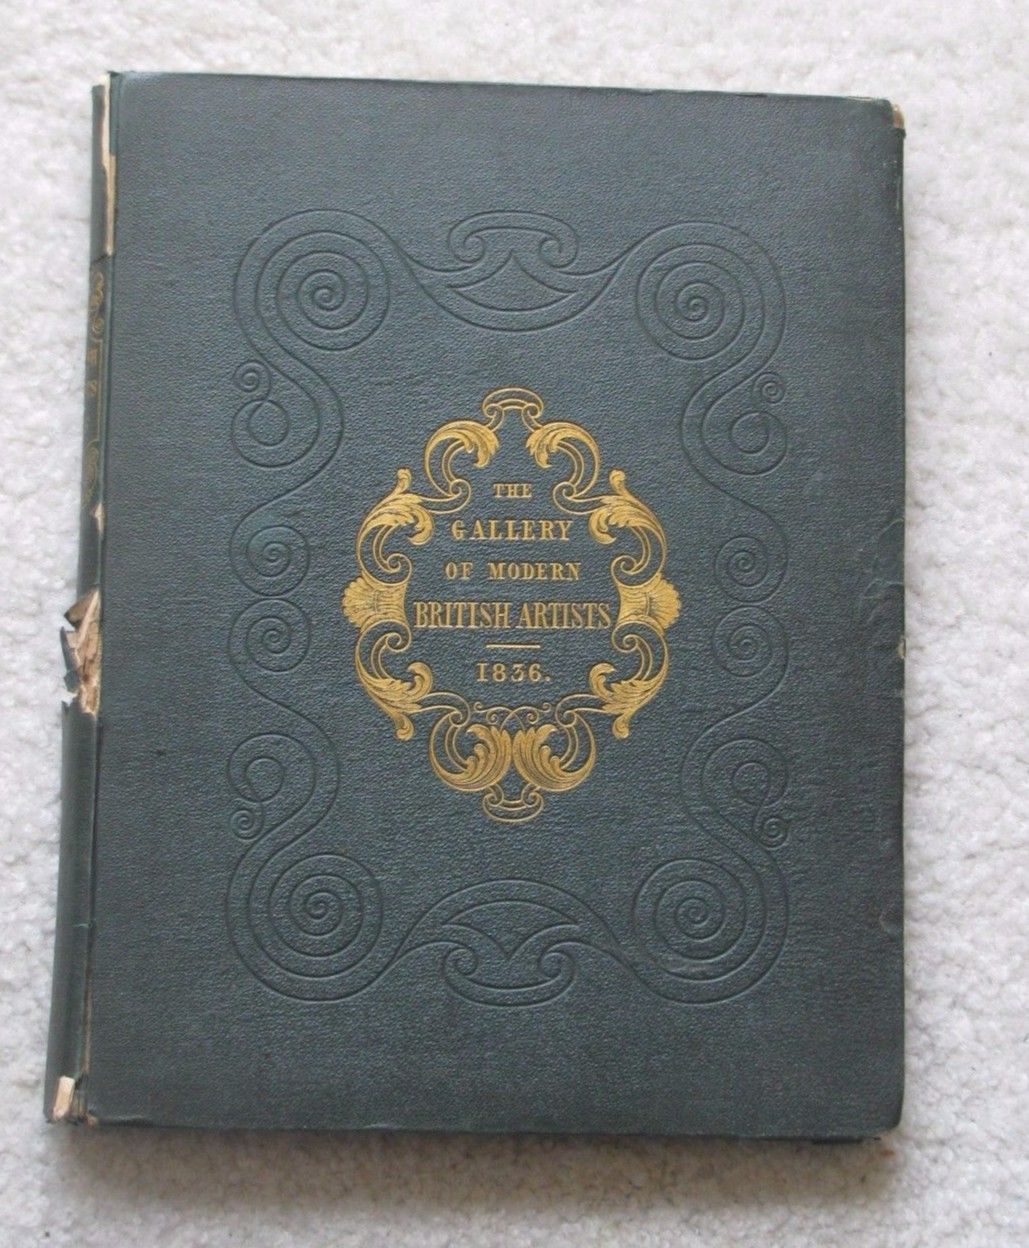 THE
GALLERY
OF MODERN
BRITISH ARTISTS
1836.